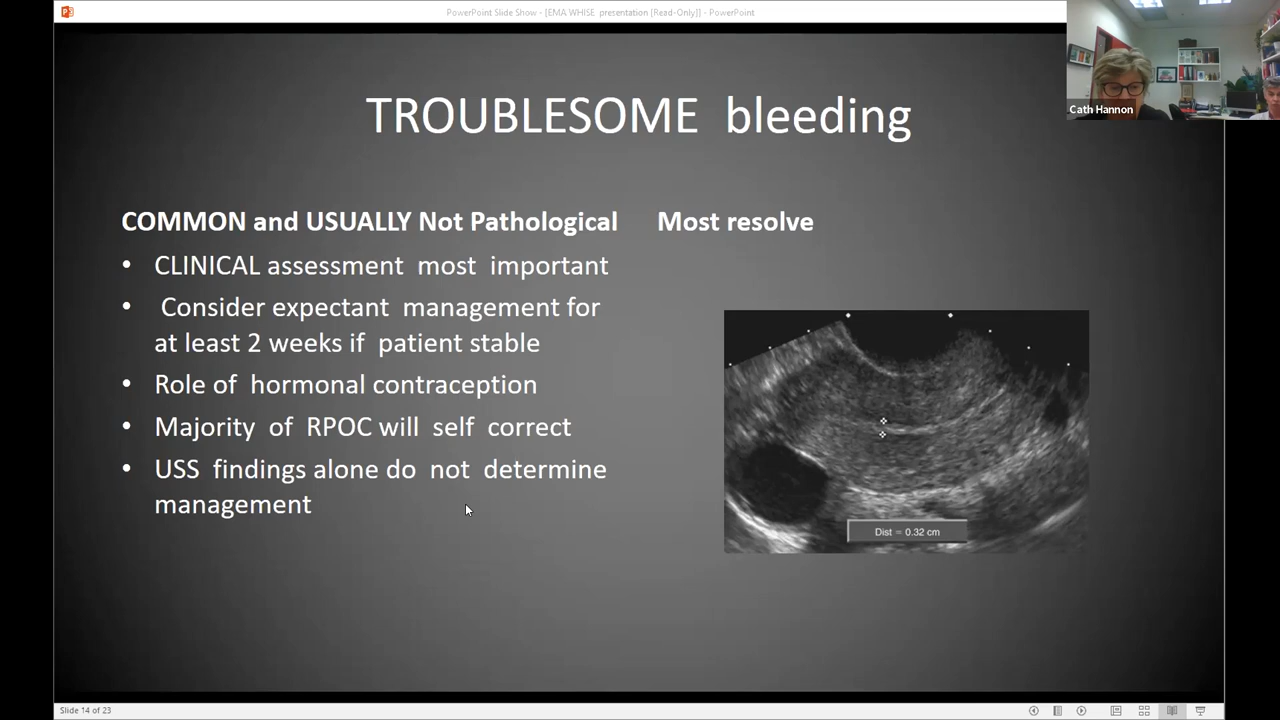 PowerPoint Slide Show - [EMA WHISE presentation [Read-Only]] - PowerPoint
Cath Hannon
TROUBLESOME bleeding
COMMON and USUALLY Not Pathological Most resolve
• CLINICAL assessment most important
• Consider expectant management for
at least 2 weeks if patient stable
• Role of hormonal contraception
• Majority of RPOC will self correct
• USS findings alone do not determine
management
Dist = 0.32 cm
Slide 14 of 23